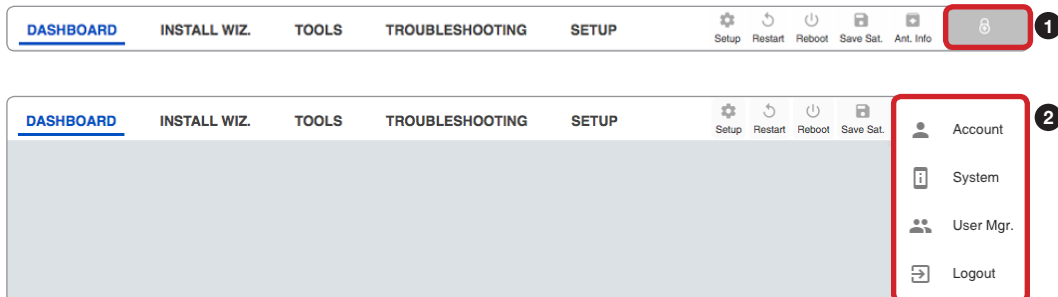 DASHBOARD INSTALL WIZ. TOOLS TROUBLESHOOTING SETUP Setup Restart Reboot Save Sat. Ant. Info 1
DASHBOARD INSTALL WIZ. TOOLS TROUBLESHOOTING SETUP Setup Restart Reboot Save Sat. 2
Account
System
User Mgr.
Logout